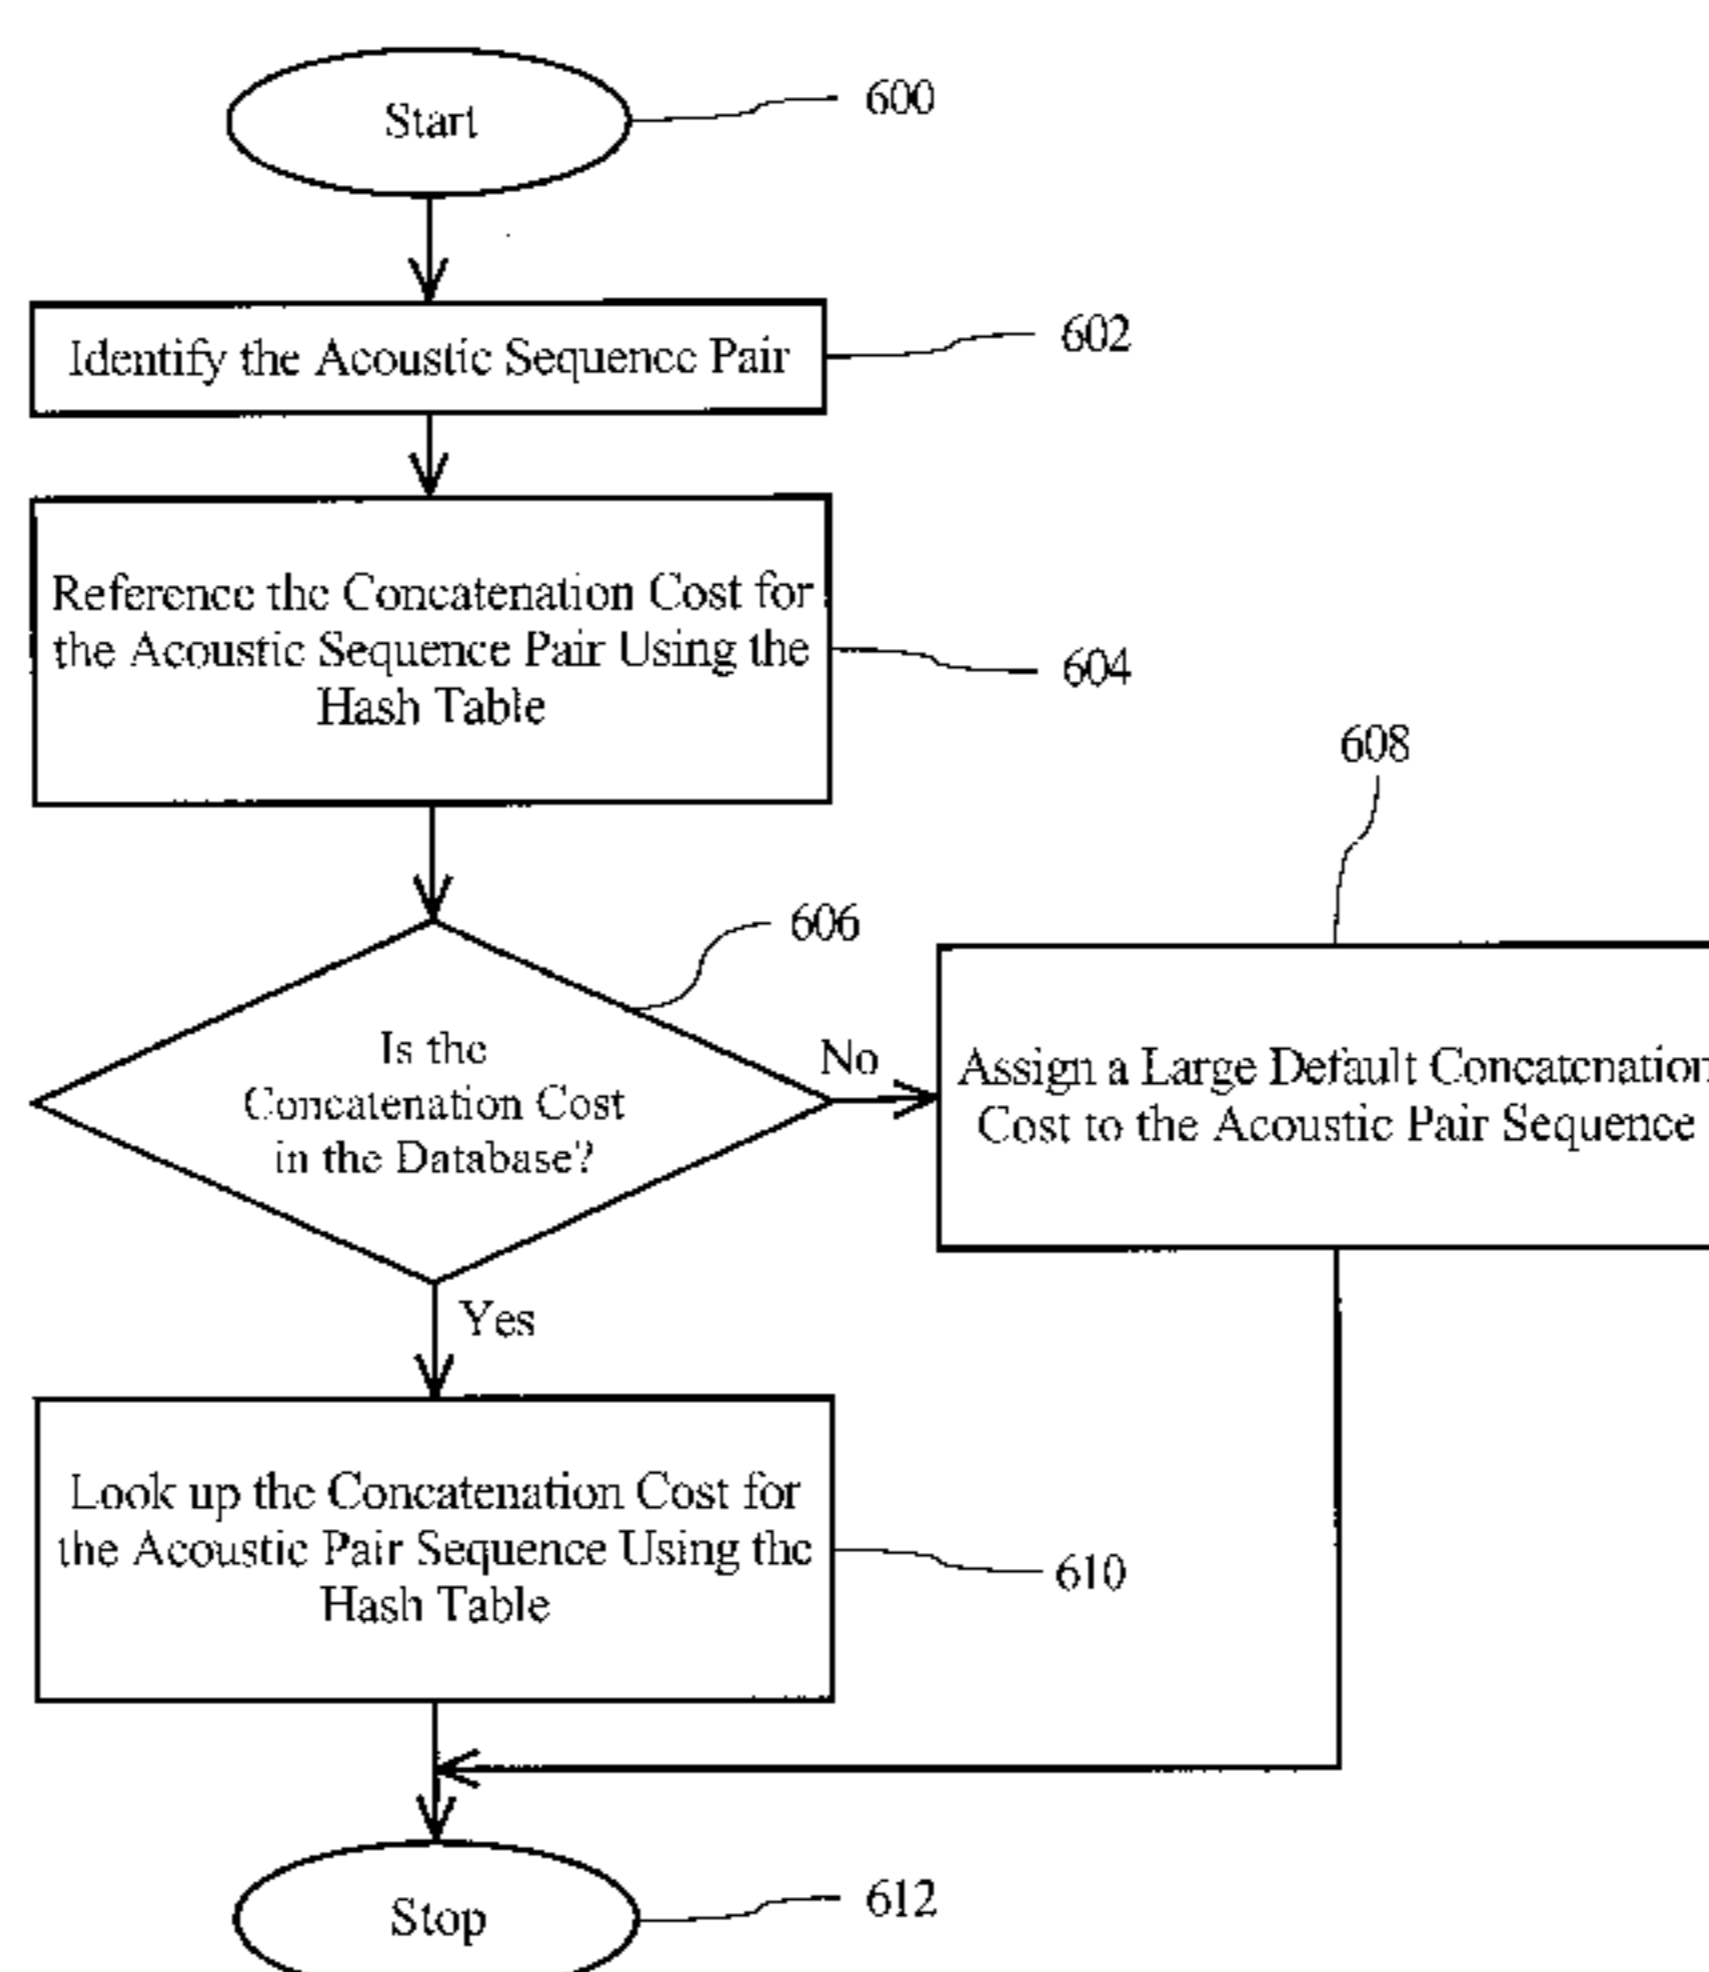 Start
600
Identify the Acoustic Sequence Pair
602
Reference the Concatenation Cost for
the Acoustic Sequence Pair Using the
Hash Table
604
608
606
Is the
Concatenation Cost
in the Database?
No
Assign a Large Default Concatenation
Cost to the Acoustic Pair Sequence
Yes
Look up the Concatenation Cost for
the Acoustic Pair Sequence Using the
Hash Table
610
Stop
612